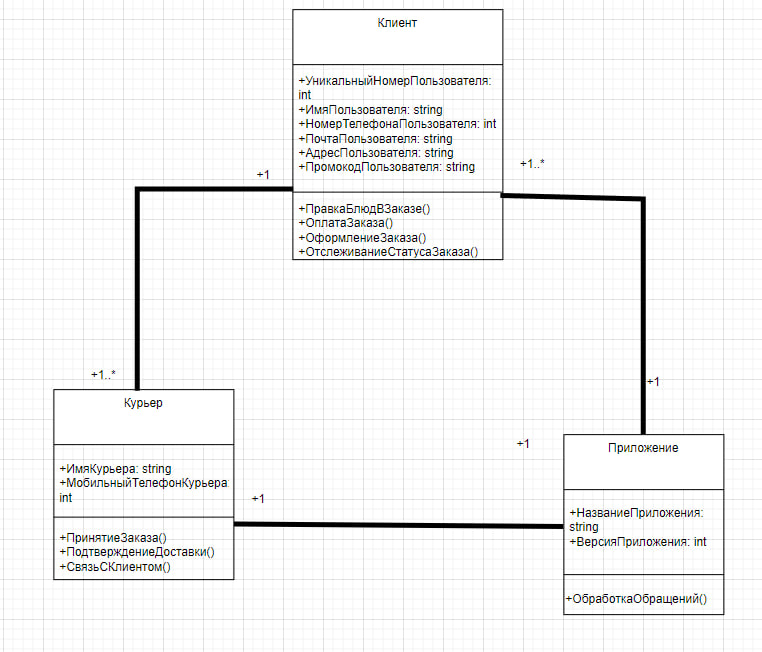 Клиент
+УникальныйНомерПользователя:
int
+ИмяПользователя: string
+НомерТелефонаПользователя: int
+ПочтаПользователя: string
+АдресПользователя: string
+ПромокодПользователя: string
+ПравкаБлюдВЗаказе()
+ОплатаЗаказа()
+ОформлениеЗаказа()
+ОтслеживаниеСтатусаЗаказа()
+1
+1..*
+1..*
+1
Курьер
+ИмяКурьера: string
+МобильныйТелефонКурьера
int
+ПринятиеЗаказа()
+ПодтверждениеДоставки()
+СвязьСКлиентом()
+1
+1
Приложение
+НазваниеПриложения:
string
+ВерсияПриложения: int
+ОбработкаОбращений()